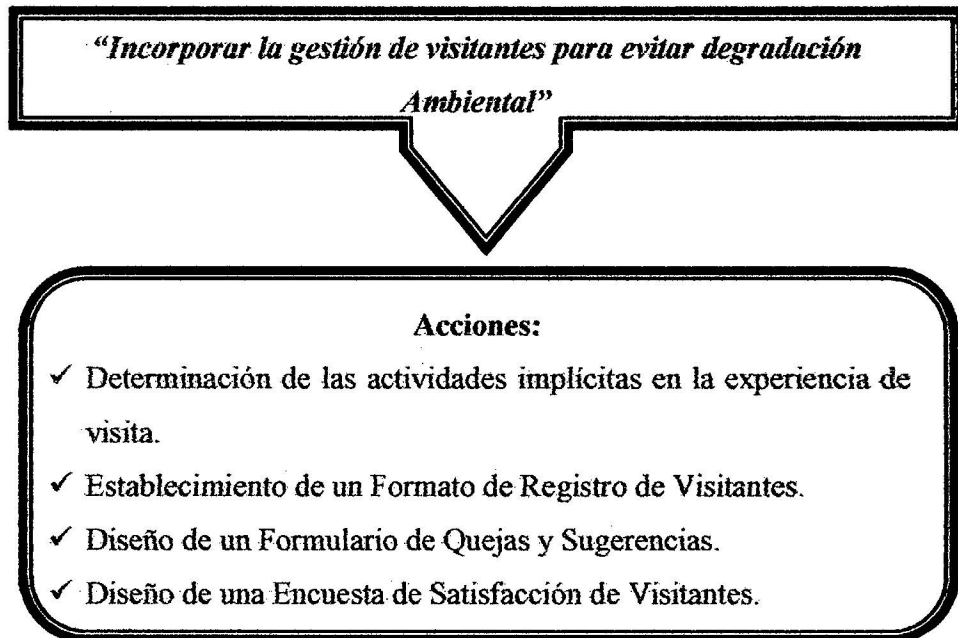 “Incorporar la gestión de visitantes para evitar degradación
Ambiental”
Acciones:
✓ Determinación de las actividades implícitas en la experiencia de
visita.
✓ Establecimiento de un Formato de Registro de Visitantes.
✓ Diseño de un Formulario de Quejas y Sugerencias.
✓ Diseño de una Encuesta de Satisfacción de Visitantes.